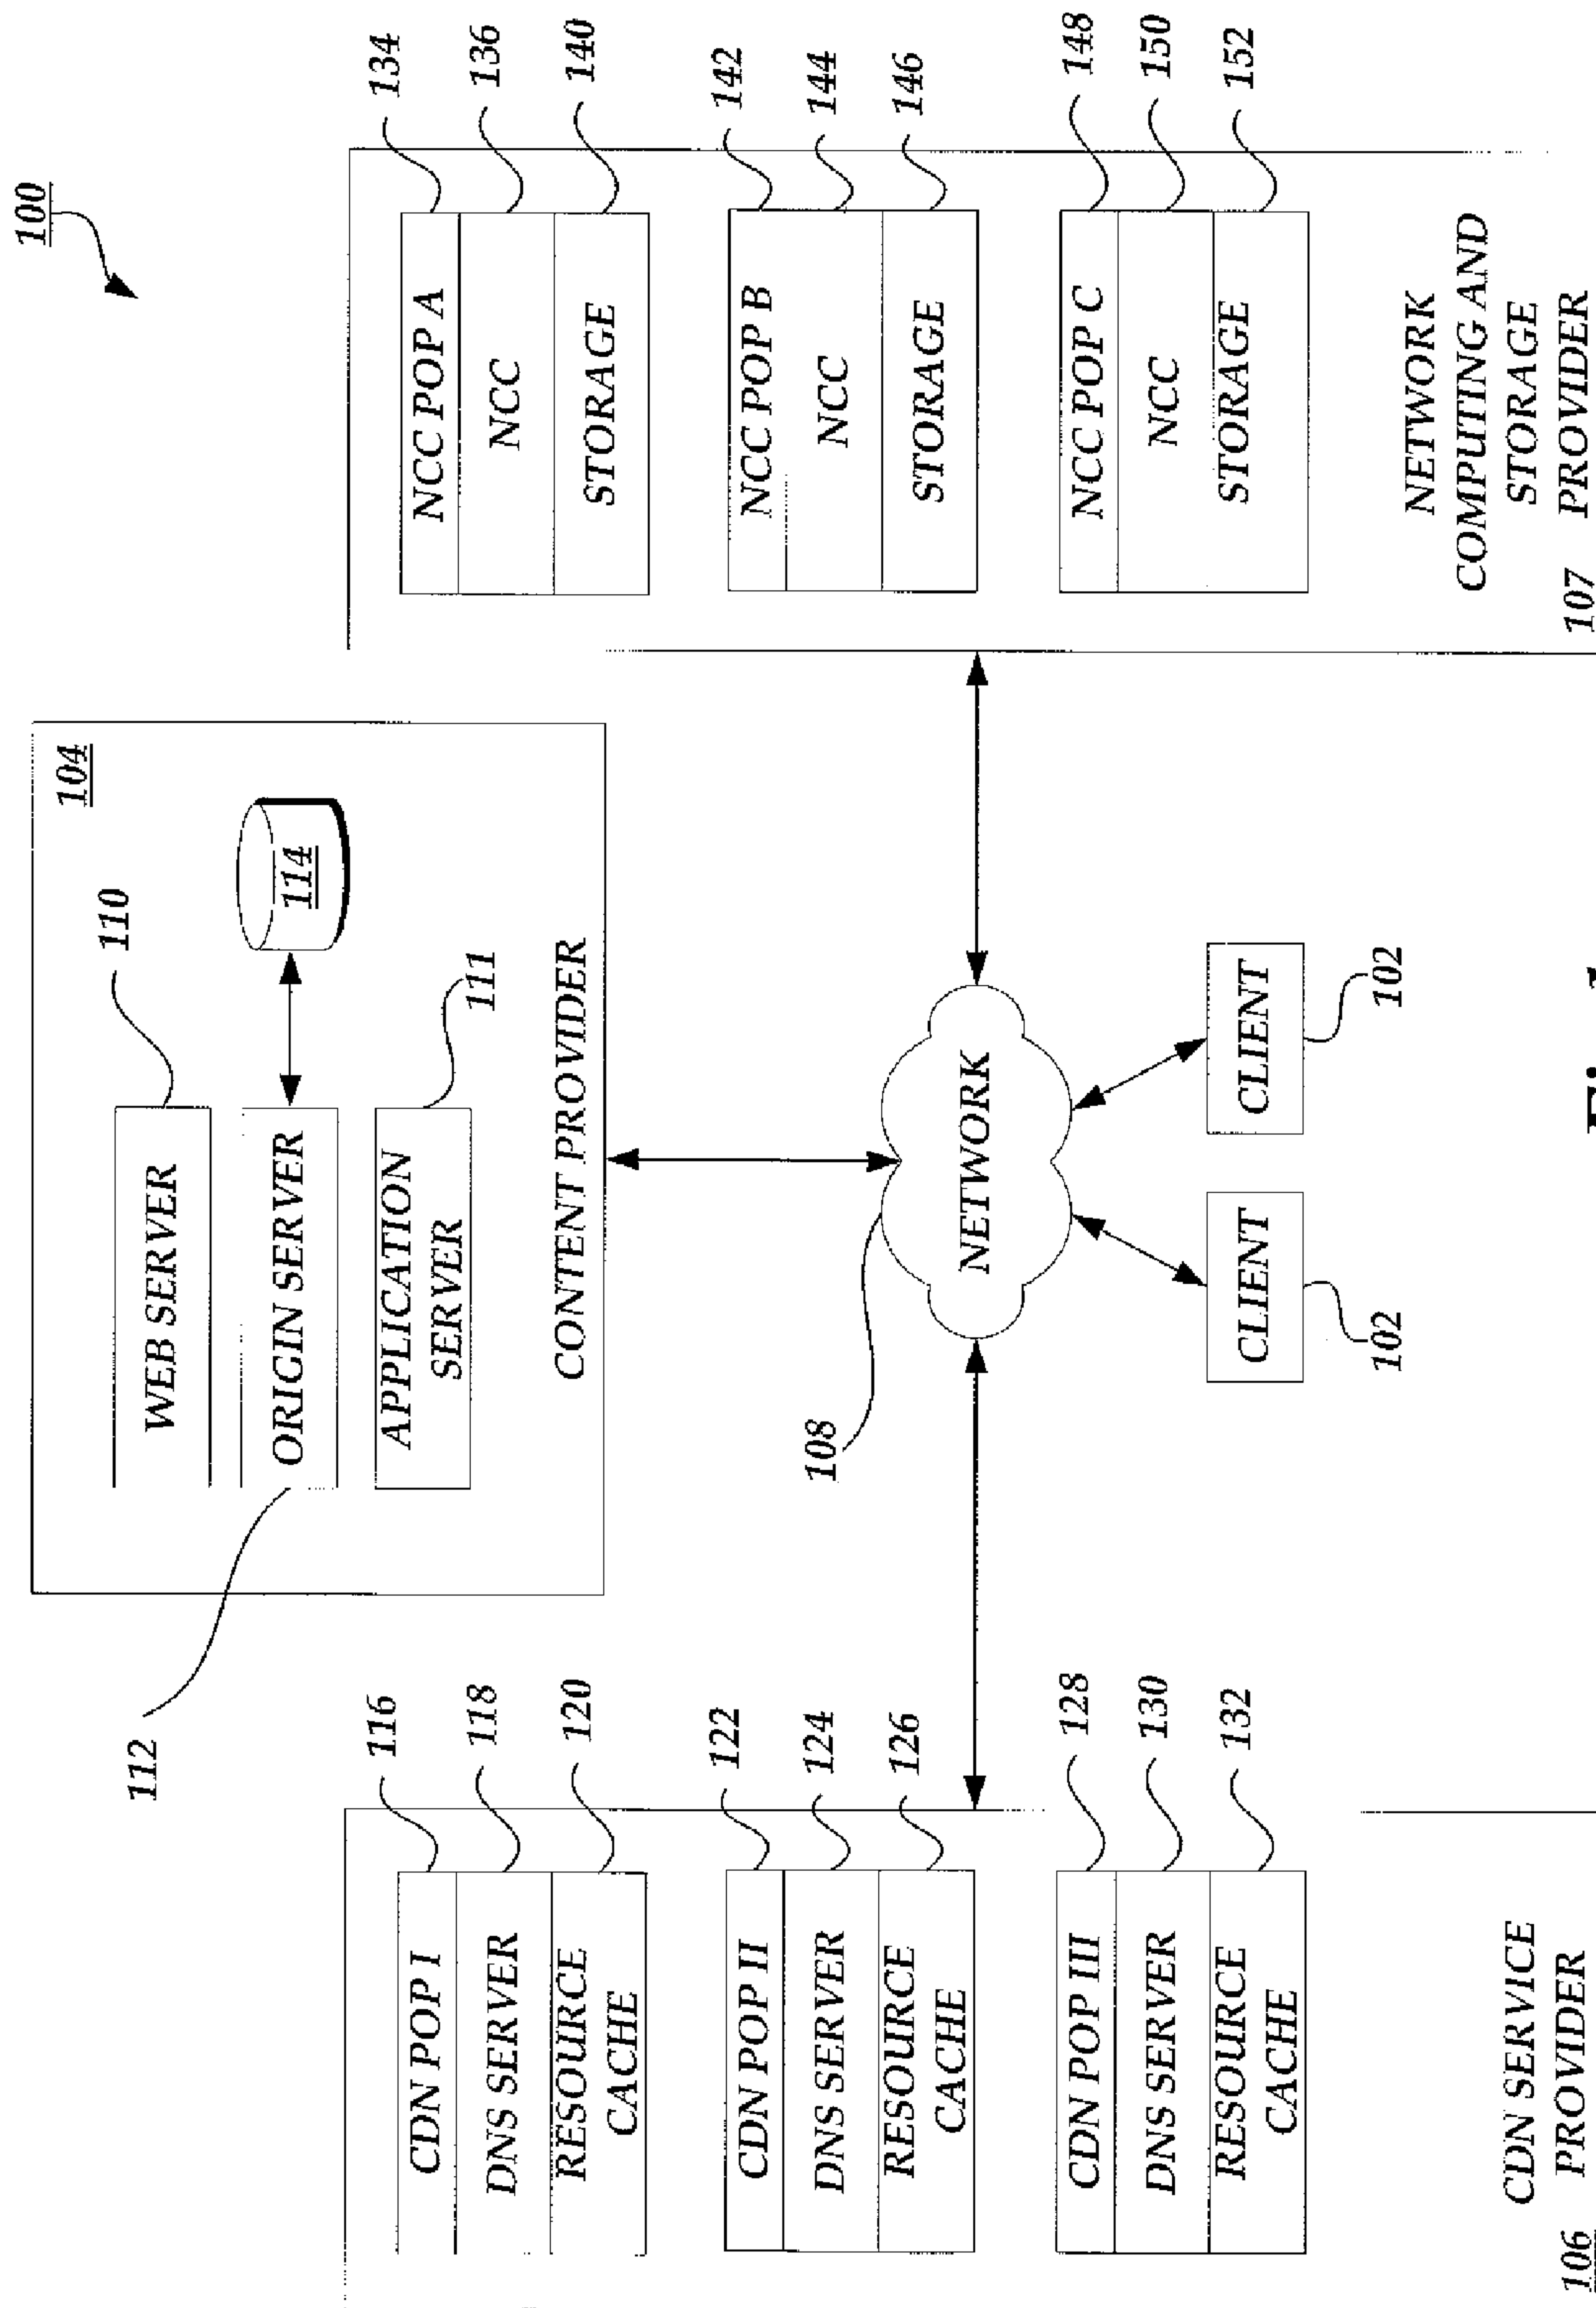 100
104
WEB SERVER
110
ORIGIN SERVER
112
114
APPLICATION
SERVER
111
CONTENT PROVIDER
CDN POP I
116
DNS SERVER
118
RESOURCE
CACHE
120
CDN POP II
122
DNS SERVER
124
RESOURCE
CACHE
126
CDN POP III
128
DNS SERVER
130
RESOURCE
CACHE
132
CDN SERVICE
PROVIDER
106
108
NETWORK
CLIENT
102
CLIENT
102
NCC POP A
134
NCC
136
STORAGE
140
NCC POP B
142
NCC
144
STORAGE
146
NCC POP C
148
NCC
150
STORAGE
152
NETWORK
COMPUTING AND
STORAGE
PROVIDER
107